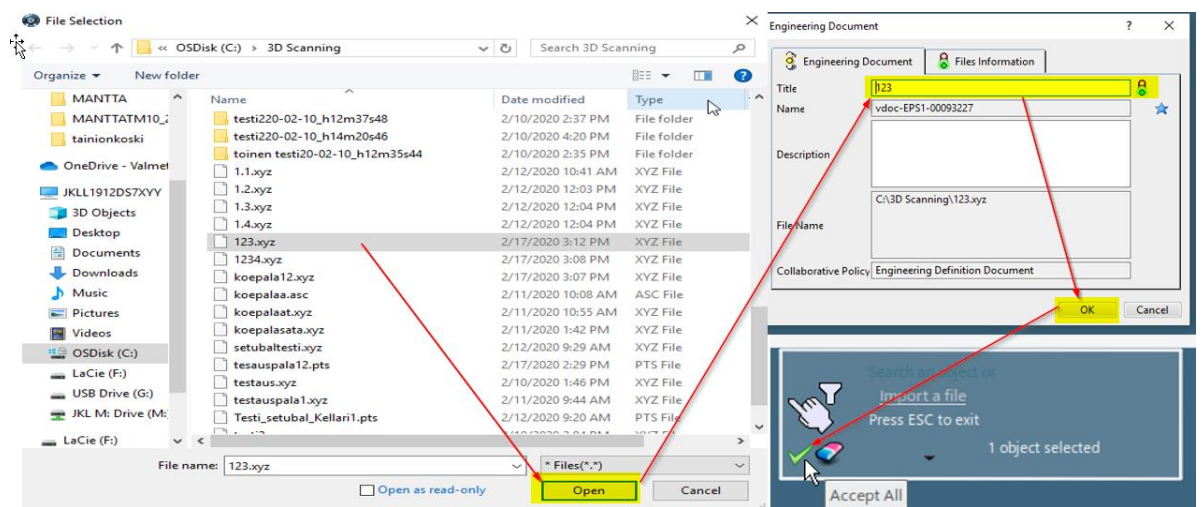 File Selection
« OSDisk (C:) › 3D Scanning
Search 3D Scanning
Organize
New folder
MANTTA
MANTTATM10_2
tainionkoski
OneDrive - Valmet
JKLL1912DS7XYY
3D Objects
Desktop
Documents
Downloads
Music
Pictures
Videos
OSDisk (C:)
LaCie (F:)
USB Drive (G:)
JKL M: Drive (M:
LaCie (F:)
Name Date modified Type
testi220-02-10_h12m37s48 2/10/2020 2:37 PM File folder
testi220-02-10_h14m20s46 2/10/2020 4:20 PM File folder
toinen testi20-02-10_h12m35s44 2/10/2020 2:35 PM File folder
1.1.xyz 2/12/2020 10:41 AM XYZ File
1.2.xyz 2/12/2020 12:03 PM XYZ File
1.3.xyz 2/12/2020 12:04 PM XYZ File
1.4.xyz 2/12/2020 12:04 PM XYZ File
123.xyz 2/17/2020 3:12 PM XYZ File
1234.xyz 2/17/2020 3:08 PM XYZ File
koepala12.xyz 2/17/2020 3:07 PM XYZ File
koepalaa.asc 2/11/2020 10:08 AM ASC File
koepalaat.xyz 2/11/2020 10:55 AM XYZ File
koepalasata.xyz 2/11/2020 1:42 PM XYZ File
setubaltesti.xyz 2/12/2020 9:29 AM XYZ File
tesauspala12.pts 2/17/2020 2:29 PM PTS File
testaus.xyz 2/10/2020 1:46 PM XYZ File
testauspala1.xyz 2/11/2020 9:44 AM XYZ File
Testi_setubal_Kellari1.pts 2/12/2020 9:20 AM PTS File
File name: 123.xyz
* Files(*.*)
Open as read-only
Open
Cancel
Engineering Document
?
Engineering Document
Files Information
Title 123
Name vdoc-EPS1-00093227
Description
File Name C:\3D Scanning\123.xyz
Collaborative Policy Engineering Definition Document
OK
Cancel
Search an object or
Import a file
Press ESC to exit
1 object selected
Accept All